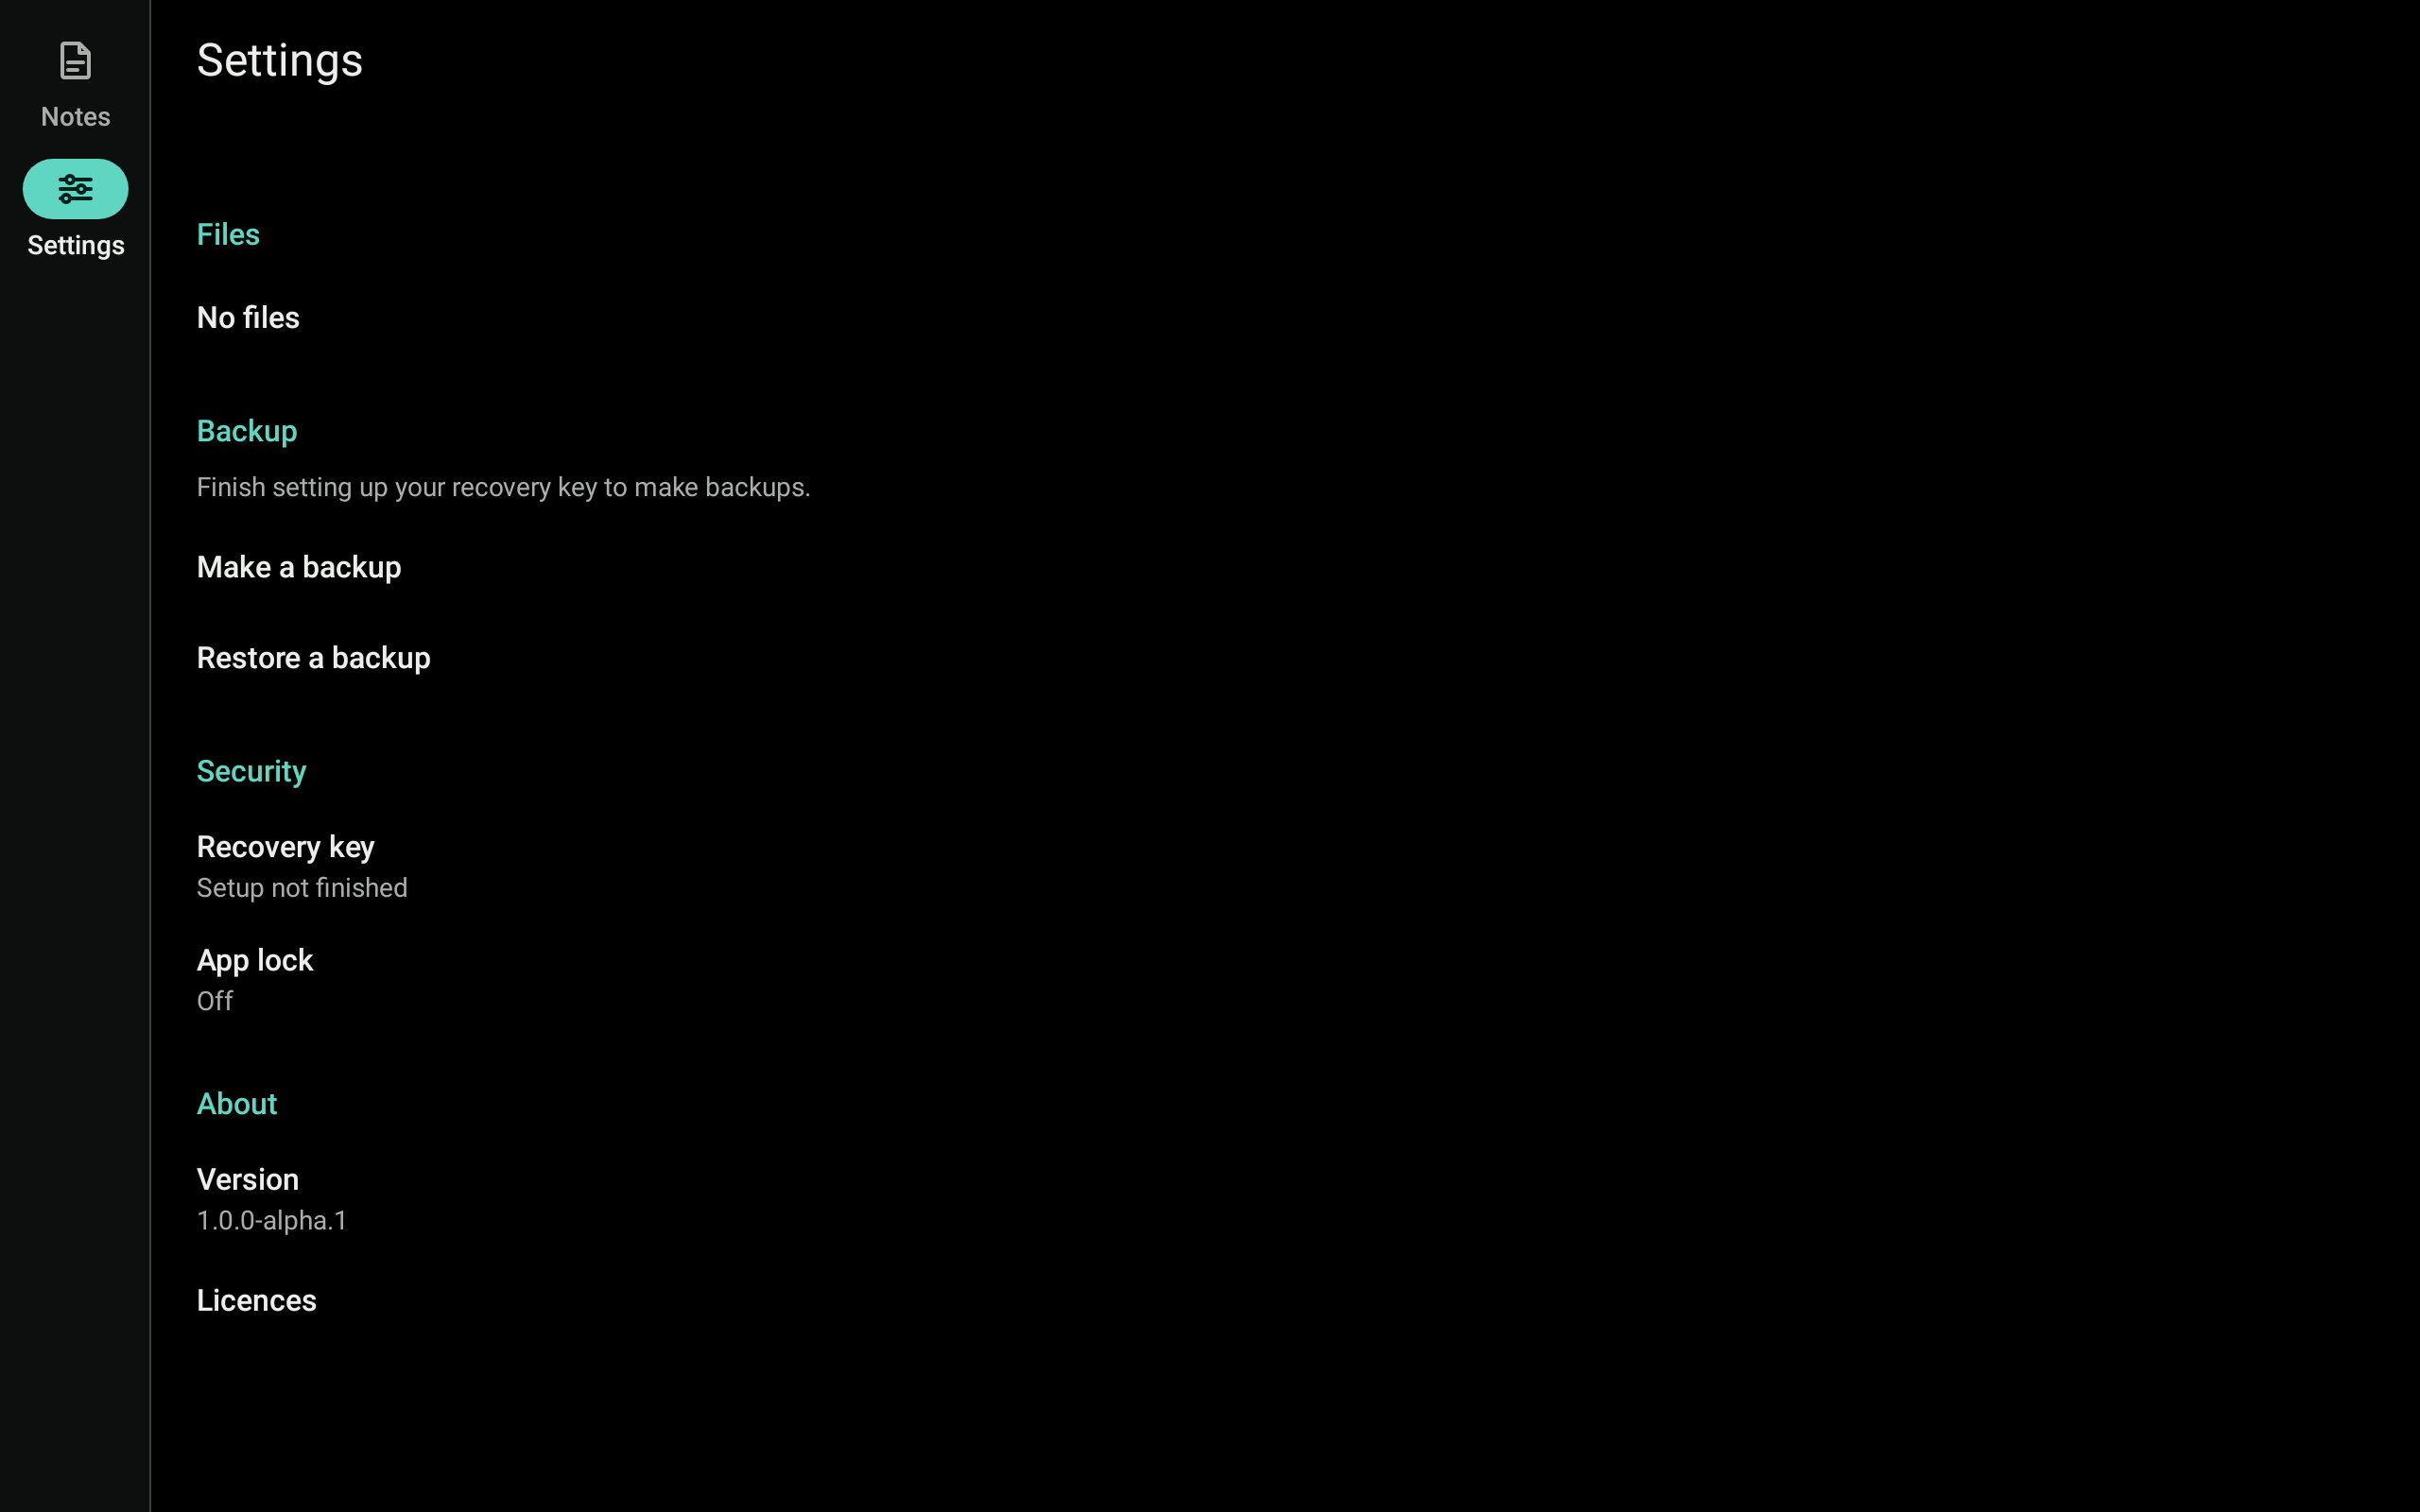 Notes
Settings
Settings
Files
No files
Backup
Finish setting up your recovery key to make backups.
Make a backup
Restore a backup
Security
Recovery key
Setup not finished
App lock
Off
About
Version
1.0.0-alpha.1
Licences